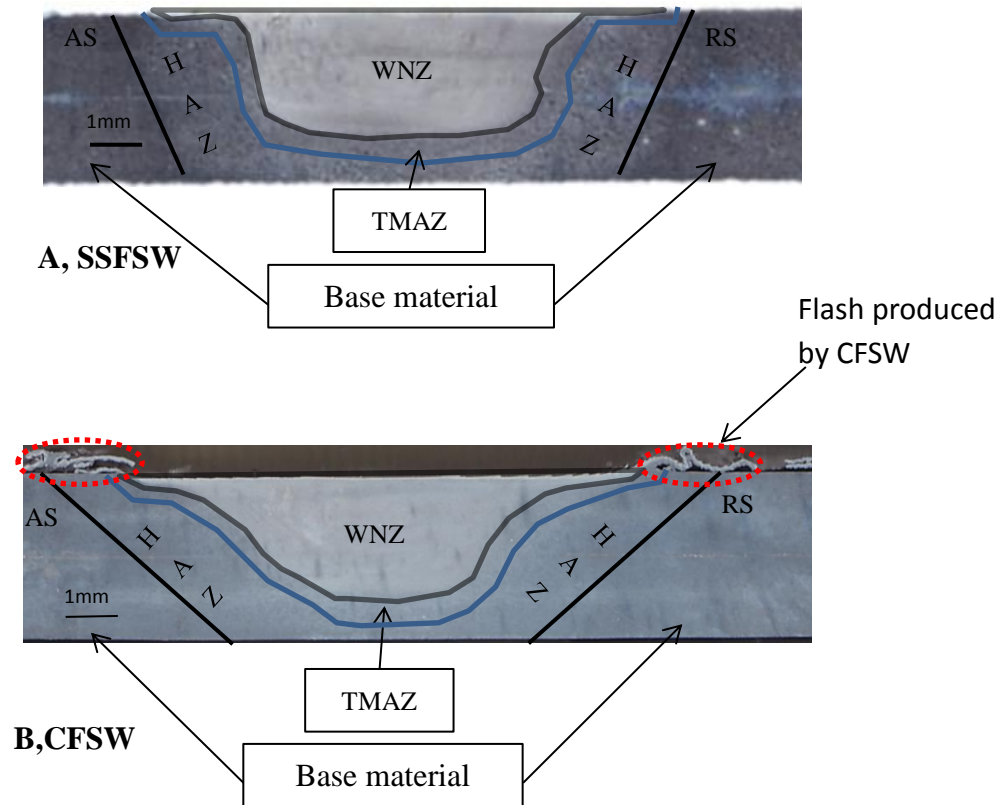 AS
H
A
Z
WNZ
H
A
Z
RS
1mm
TMAZ
A, SSFSW
Base material
Flash produced
by CFSW
AS
H
A
Z
WNZ
H
A
Z
RS
1mm
TMAZ
B,CFSW
Base material